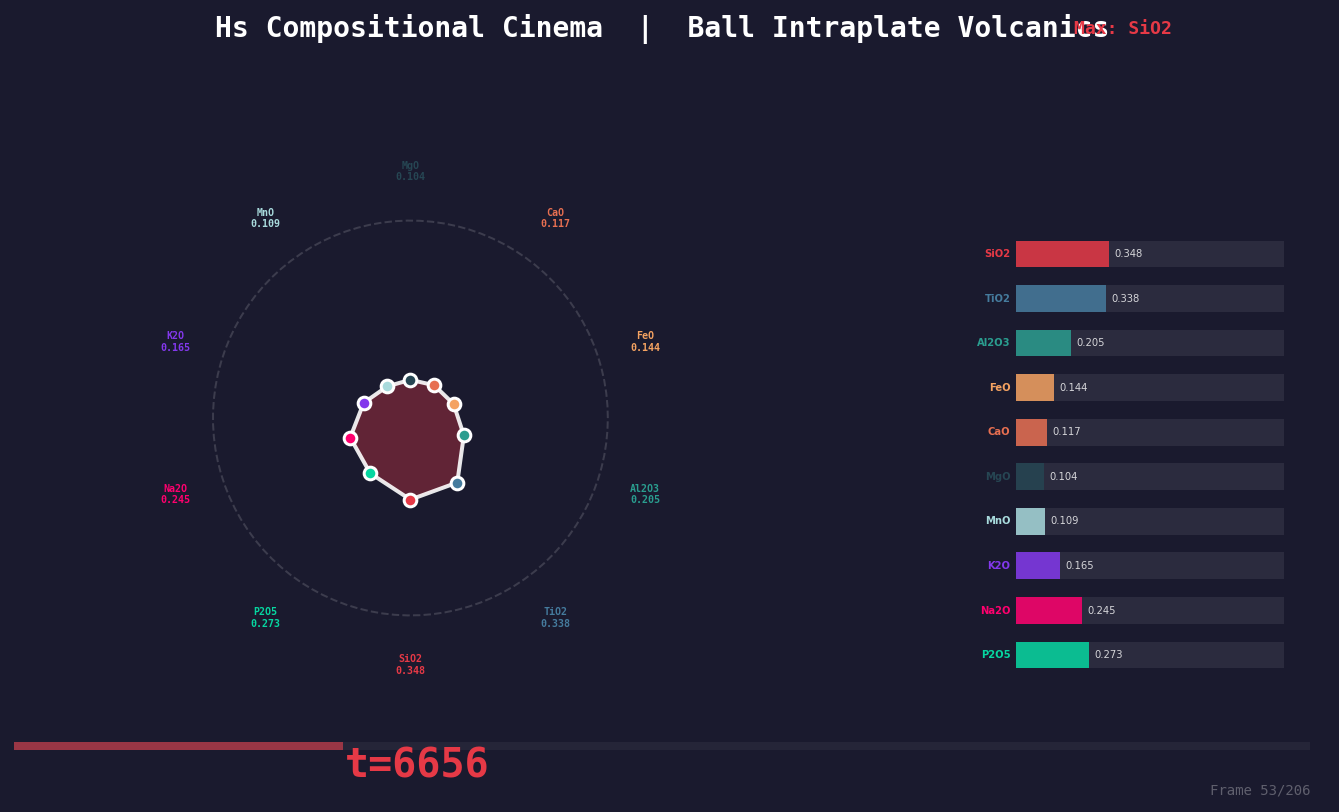 Hs Compositional Cinema | Ball Intraplate Volcanics
Max: SiO2
MgO
0.104
MnO
0.109
CaO
0.117
K2O
0.165
FeO
0.144
Na2O
0.245
Al2O3
0.205
P2O5
0.273
TiO2
0.338
SiO2
0.348
SiO2 0.348
TiO2 0.338
Al2O3 0.205
FeO 0.144
CaO 0.117
MgO 0.104
MnO 0.109
K2O 0.165
Na2O 0.245
P2O5 0.273
t=6656
Frame 53/206